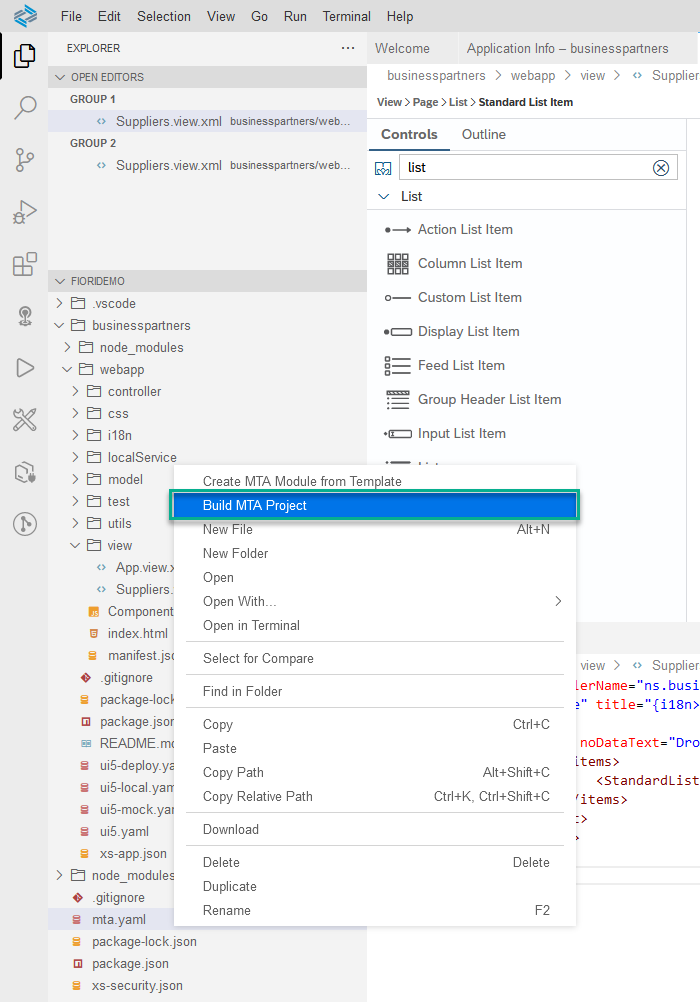 File Edit Selection View Go Run Terminal Help
EXPLORER ...
OPEN EDITORS
GROUP 1
Suppliers.view.xml businesspartners/web...
GROUP 2
Suppliers.view.xml businesspartners/web...
FIORIDEMO
.vscode
businesspartners
node_modules
webapp
controller
css
i18n
localService
model
test
utils
view
App.view.x
Suppliers.
Component
index.html
manifest.jso
.gitignore
package-lock
package.json
README.md
ui5-deploy.ya
ui5-local.yam
ui5-mock.yam
ui5.yaml
xs-app.json
node_modules
.gitignore
mta.yaml
package-lock.json
package.json
xs-security.json
Welcome Application Info – businesspartners
businesspartners > webapp > view > <> Supplier
View > Page > List > Standard List Item
Controls Outline
list
List
Action List Item
Column List Item
Custom List Item
Display List Item
Feed List Item
Group Header List Item
Input List Item
Create MTA Module from Template
Build MTA Project
New File Alt+N
New Folder
Open
Open With... >
Open in Terminal
Select for Compare
Find in Folder
Copy Ctrl+C
Paste
Copy Path Alt+Shift+C
Copy Relative Path Ctrl+K, Ctrl+Shift+C
Download
Delete Delete
Duplicate
Rename F2
view > <> Supplier
lerName="ns.busi
e" title="{i18n>
noDataText="Dro
items>
<StandardList
/items>
t>
>